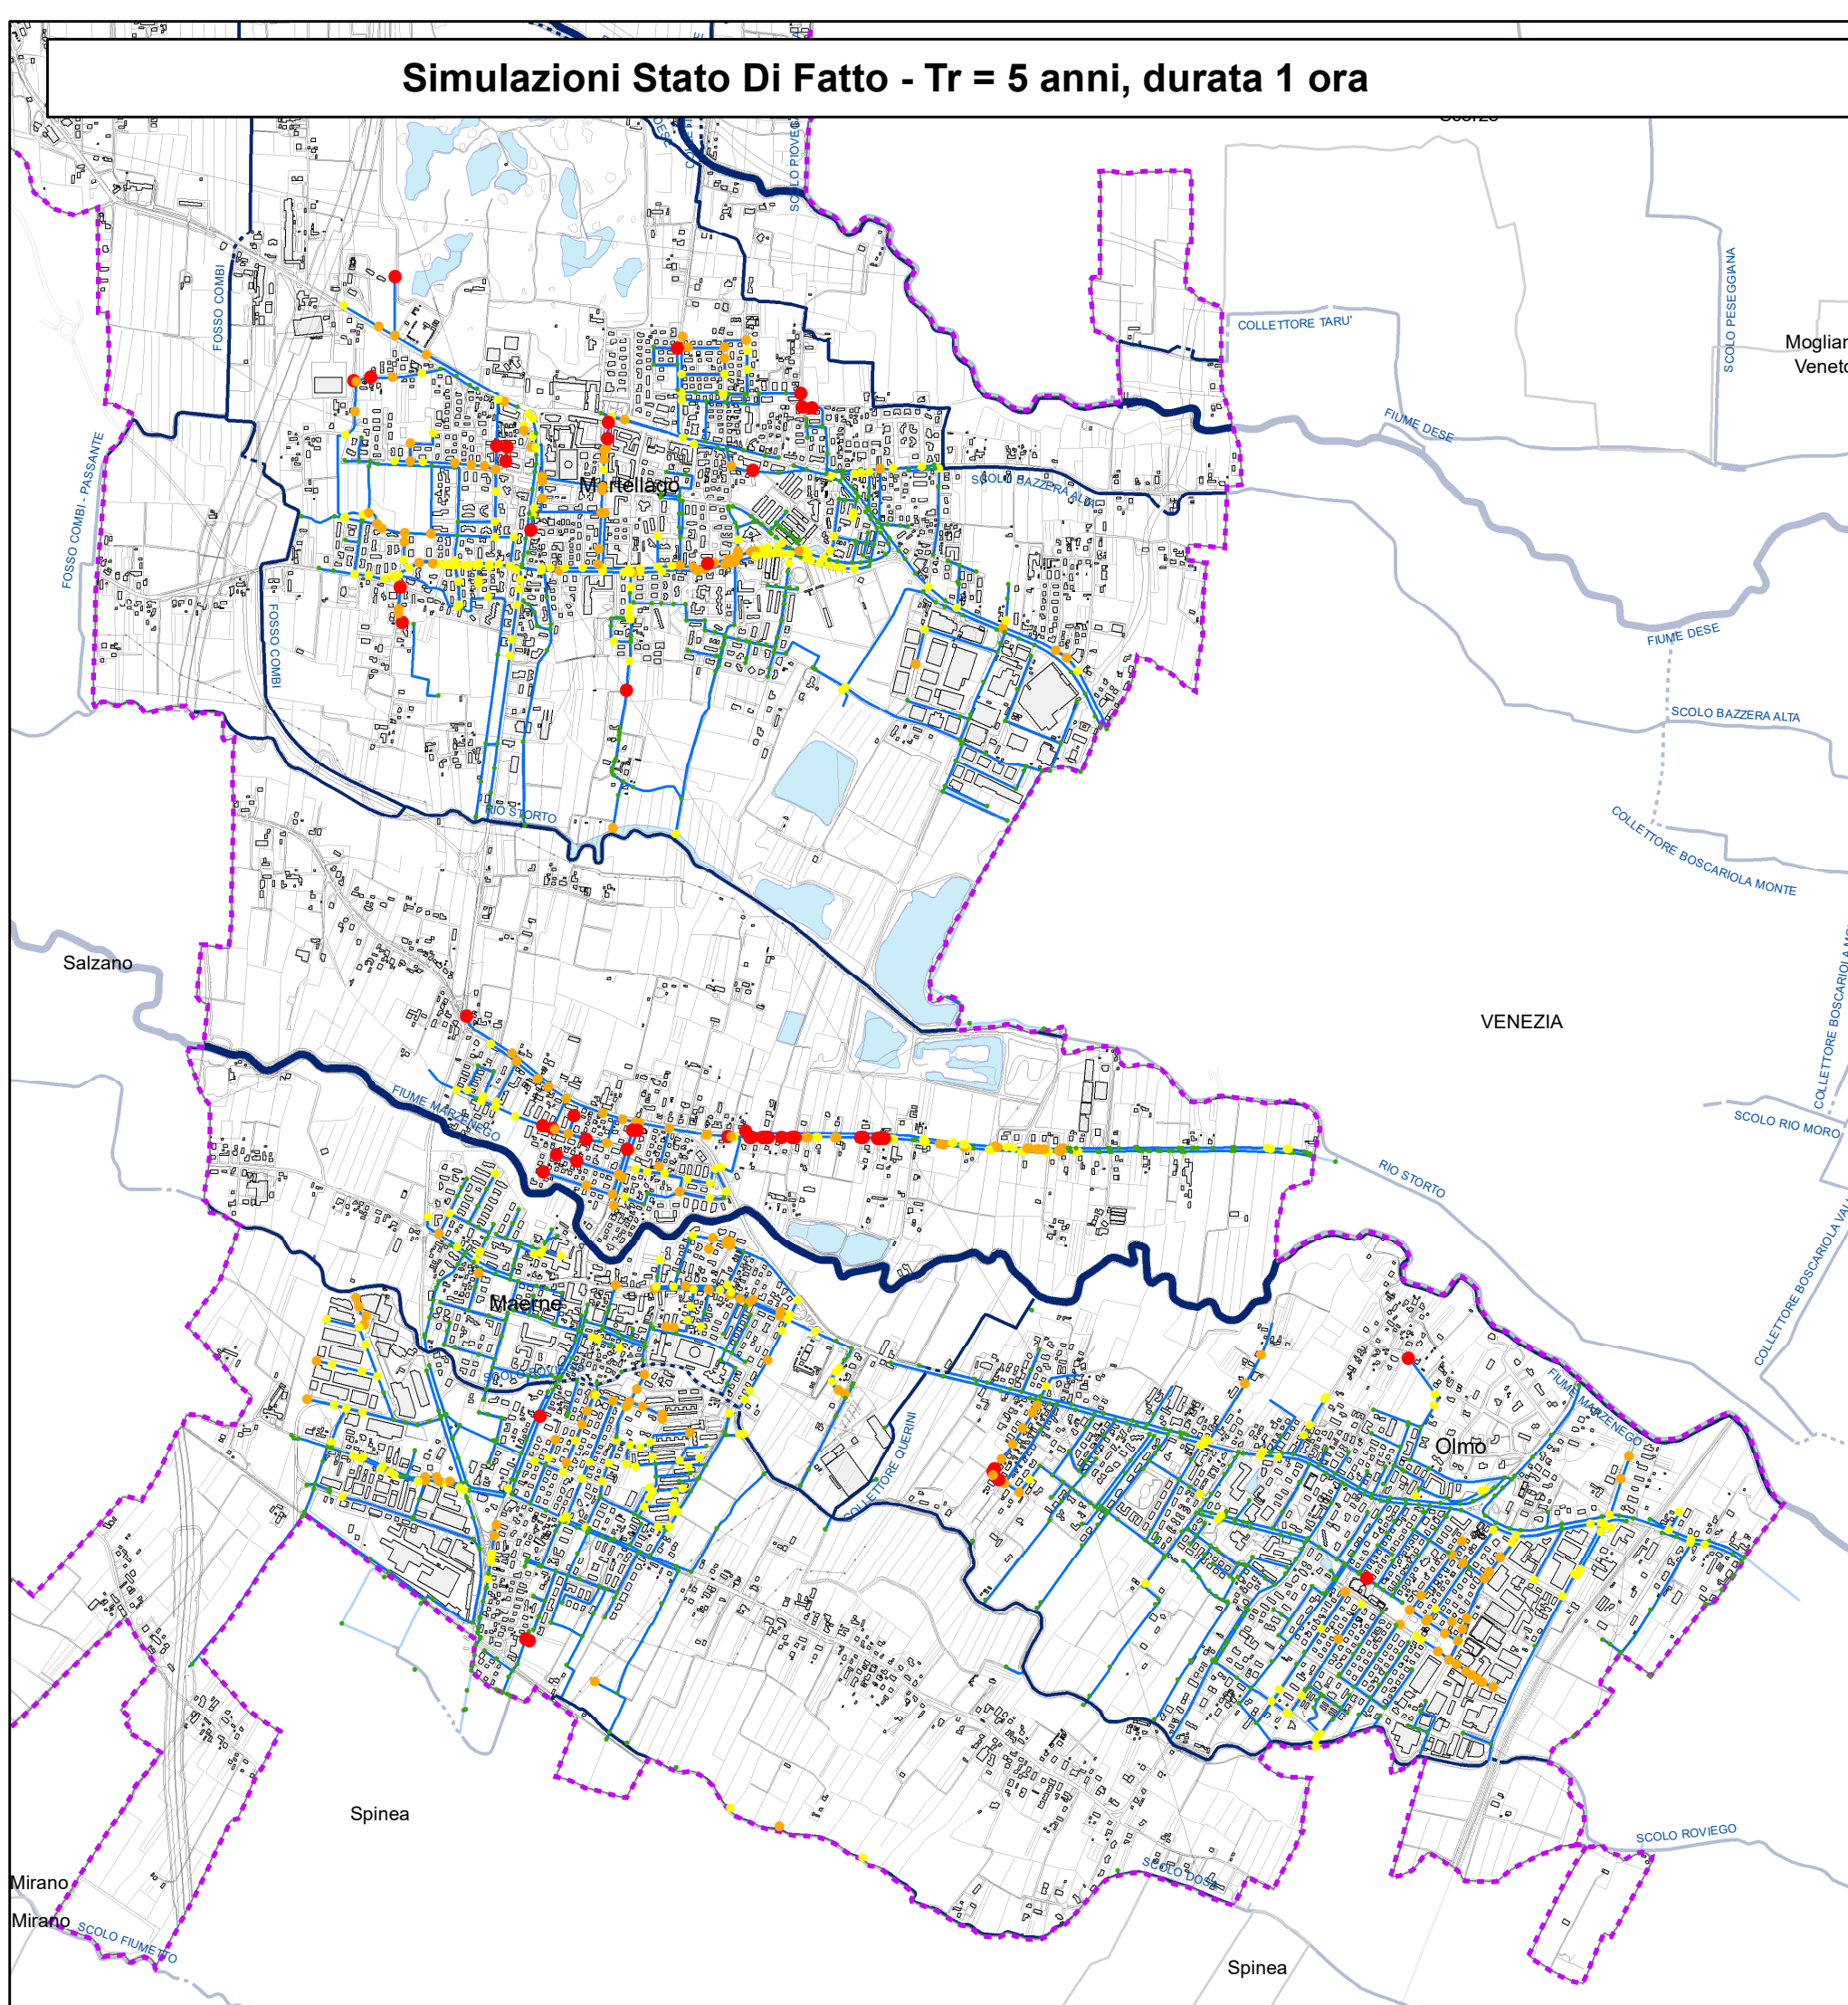 Simulazioni Stato Di Fatto - Tr = 5 anni, durata 1 ora
SCOLO PESEGGIANA
COLLETTORE TARU'
FOSSO COMBI
FIUME DESE
FOSSO COMBI - PASSANTE
Martellago
SCOLO BAZZERA ALTA
FOSSO COMBI
FIUME DESE
SCOLO BAZZERA ALTA
RIO STORTO
COLLETTORE BOSCARIOLA MONTE
Salzano
VENEZIA
FIUME MARZENEGO
SCOLO RIO MORO
RIO STORTO
Maerne
SCOLO ROVIEGO
FIUME MARZENEGO
COLLETTORE QUERINI
Olmo
Spinea
SCOLO ROVIEGO
SCOLO DOSA
Mirano
Mirano
SCOLO FIUMETTO
Spinea